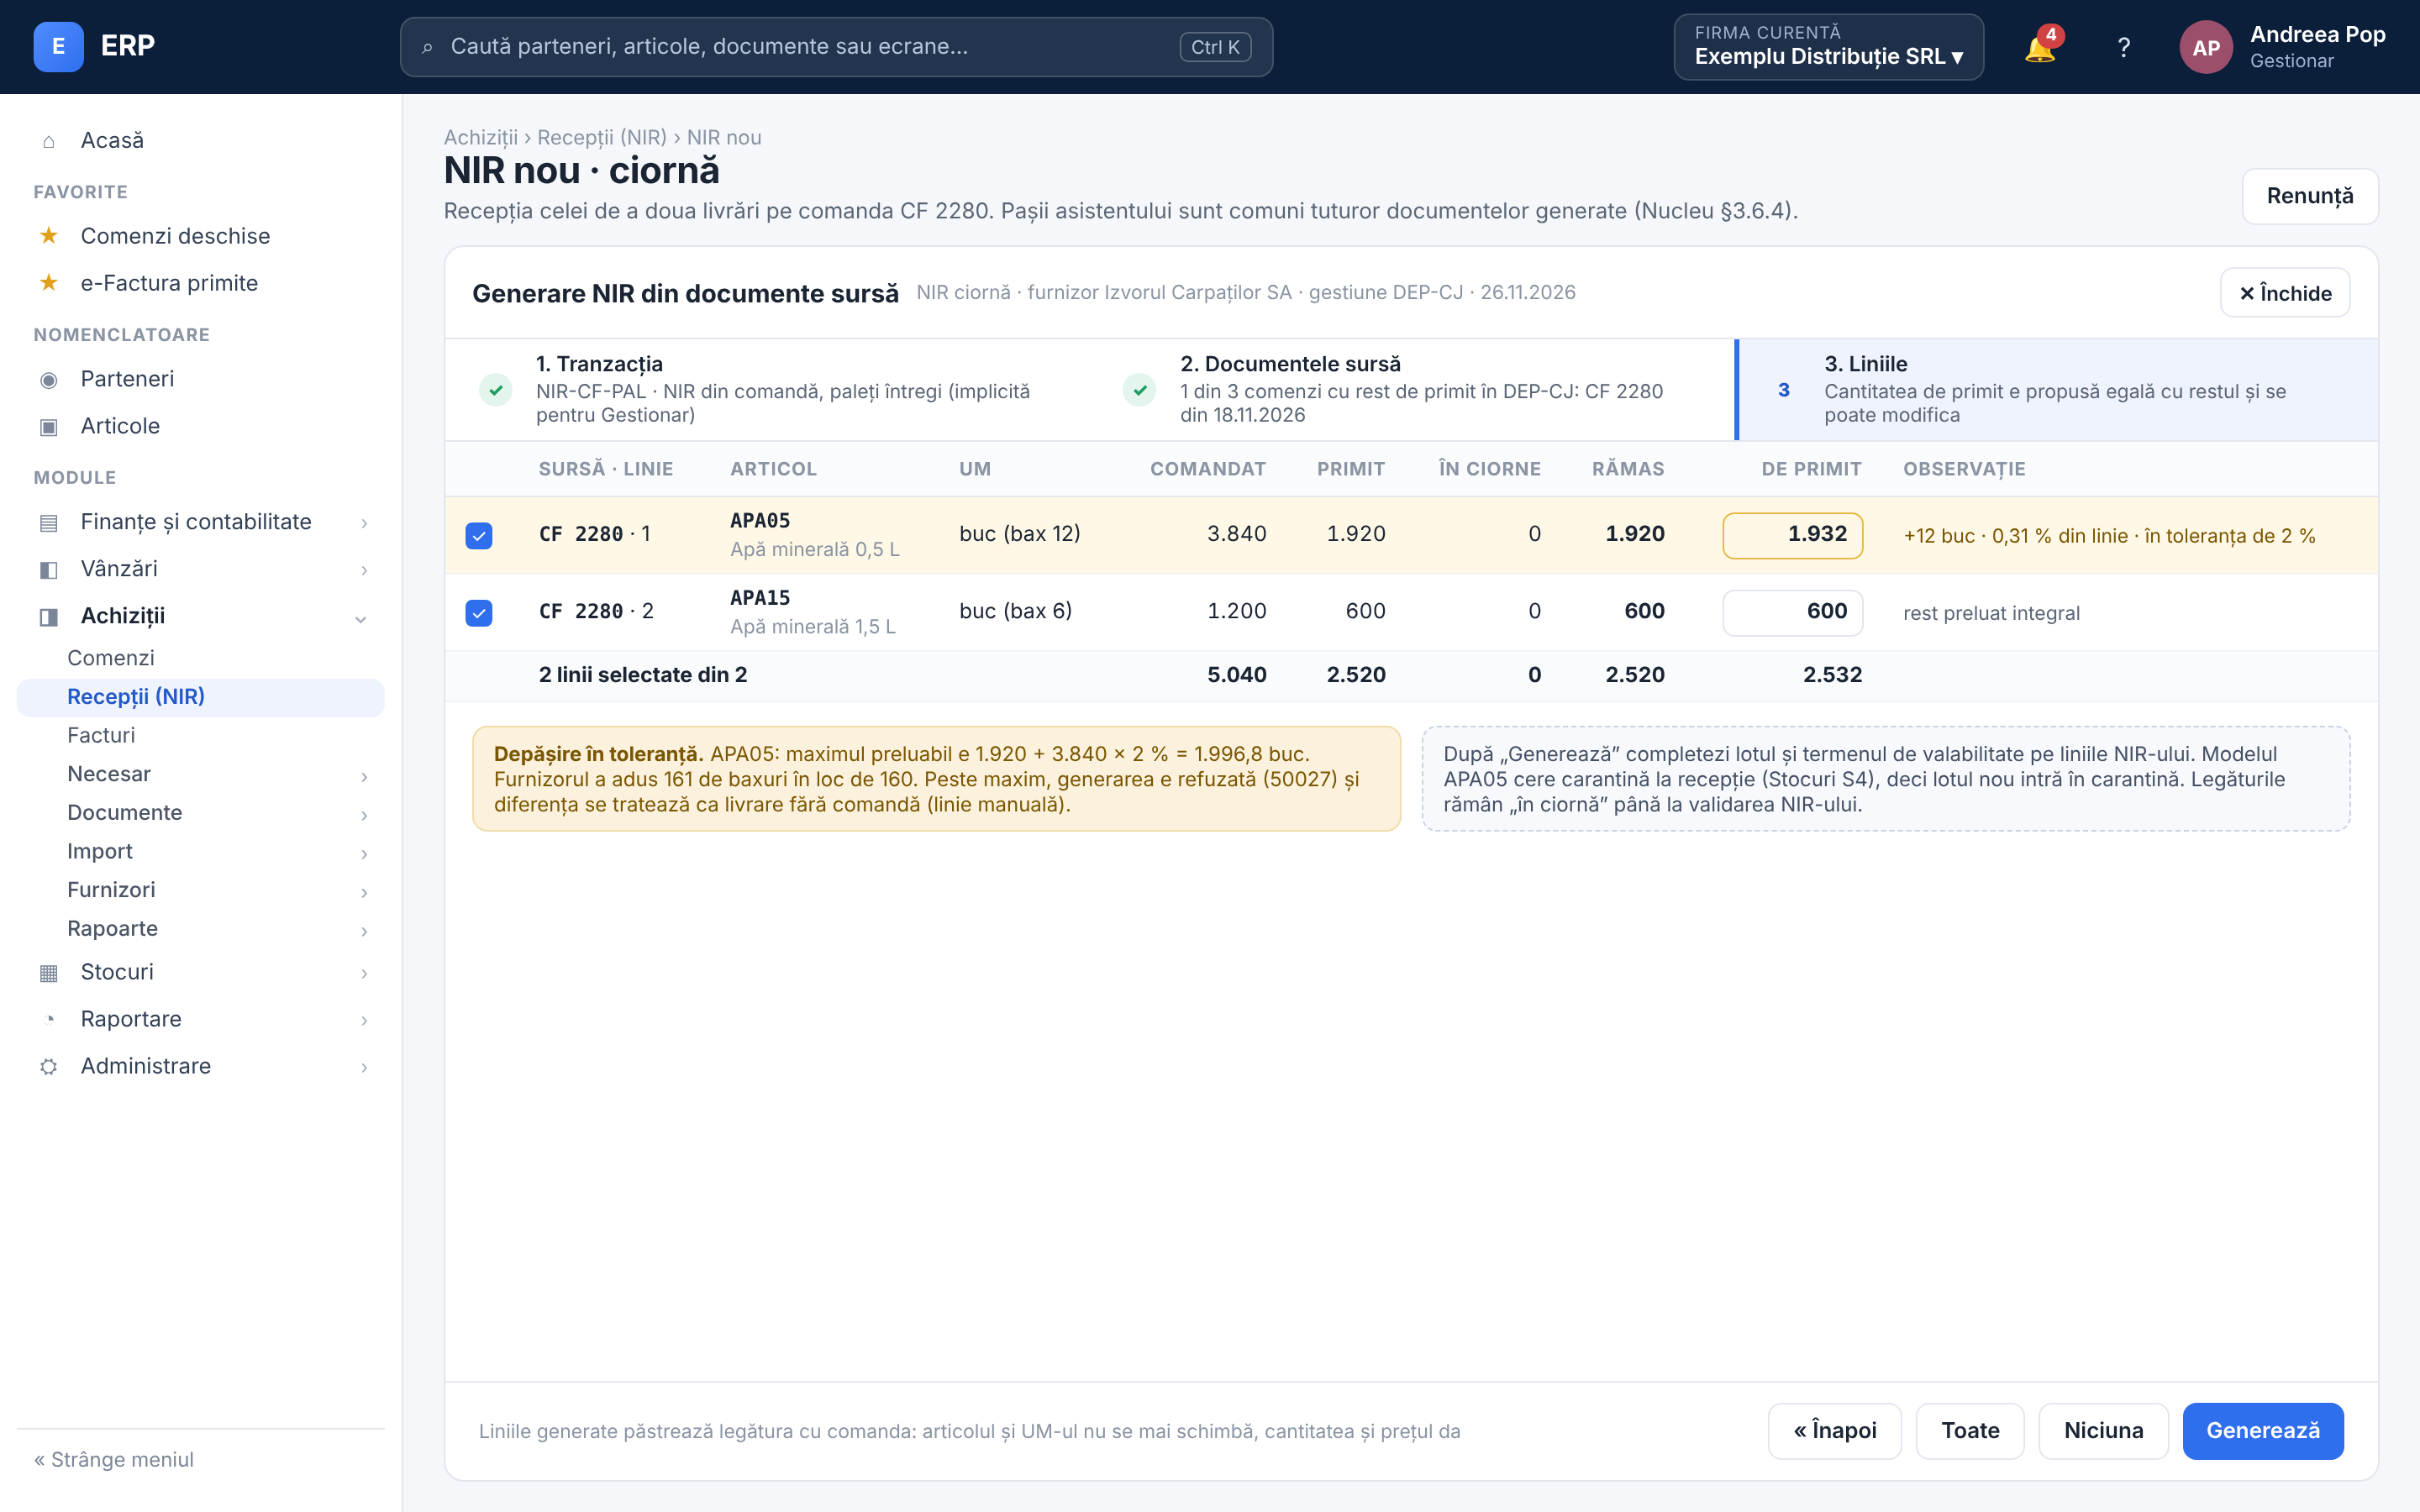 E ERP
Caută parteneri, articole, documente sau ecrane... Ctrl K
FIRMA CURENTĂ
Exemplu Distribuție SRL ▾
4
?
AP
Andreea Pop
Gestionar
Acasă
FAVORITE
★ Comenzi deschise
★ e-Factura primite
NOMENCLATOARE
Parteneri
Articole
MODULE
Finanțe și contabilitate ›
Vânzări ›
Achiziții
Comenzi
Recepții (NIR)
Facturi
Necesar ›
Documente ›
Import ›
Furnizori ›
Rapoarte ›
Stocuri ›
Raportare ›
Administrare ›
« Strânge meniul
Achiziții › Recepții (NIR) › NIR nou
NIR nou · ciornă
Recepția celei de a doua livrări pe comanda CF 2280. Pașii asistentului sunt comuni tuturor documentelor generate (Nucleu §3.6.4).
Renunță
Generare NIR din documente sursă NIR ciornă · furnizor Izvorul Carpaților SA · gestiune DEP-CJ · 26.11.2026
✕ Închide
1. Tranzacția
NIR-CF-PAL · NIR din comandă, paleți întregi (implicită
pentru Gestionar)
2. Documentele sursă
1 din 3 comenzi cu rest de primit în DEP-CJ: CF 2280
din 18.11.2026
3
3. Liniile
Cantitatea de primit e propusă egală cu restul și se
poate modifica
SURSĂ · LINIE ARTICOL UM COMANDAT PRIMIT ÎN CIORNE RĂMAS DE PRIMIT OBSERVAȚIE
CF 2280 · 1 APA05 buc (bax 12) 3.840 1.920 0 1.920 1.932 +12 buc · 0,31 % din linie · în toleranța de 2 %
Apă minerală 0,5 L
CF 2280 · 2 APA15 buc (bax 6) 1.200 600 0 600 600 rest preluat integral
Apă minerală 1,5 L
2 linii selectate din 2 5.040 2.520 0 2.520 2.532
Depășire în toleranță. APA05: maximul preluabil e 1.920 + 3.840 × 2 % = 1.996,8 buc.
Furnizorul a adus 161 de baxuri în loc de 160. Peste maxim, generarea e refuzată (50027) și
diferența se tratează ca livrare fără comandă (linie manuală).
După „Generează” completezi lotul și termenul de valabilitate pe liniile NIR-ului. Modelul
APA05 cere carantină la recepție (Stocuri S4), deci lotul nou intră în carantină. Legăturile
rămân „în ciornă” până la validarea NIR-ului.
Liniile generate păstrează legătura cu comanda: articolul și UM-ul nu se mai schimbă, cantitatea și prețul da
« Înapoi
Toate
Niciuna
Generează